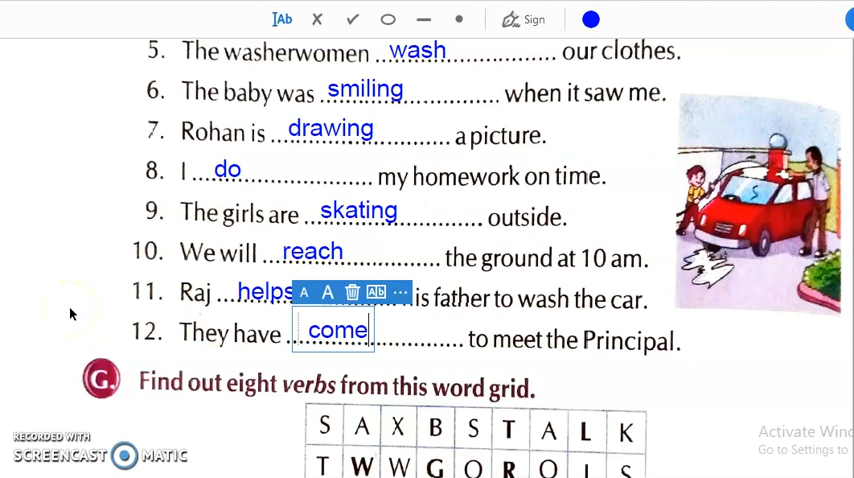 Ab Sign
5. The washerwomen ...wash................... our clothes.
6. The baby was ...smiling................... when it saw me.
7. Rohan is ...drawing................... a picture.
8. I ...do................... my homework on time.
9. The girls are ...skating................... outside.
10. We will ...reach................... the ground at 10 am.
11. Raj ...helps is father to wash the car.
12. They have ...come................... to meet the Principal.
G. Find out eight verbs from this word grid.
S A X B S T A L K
T W W G O R O L S
Activate Wind
Go to Settings to
RECORDED WITH
SCREENCAST MATIC